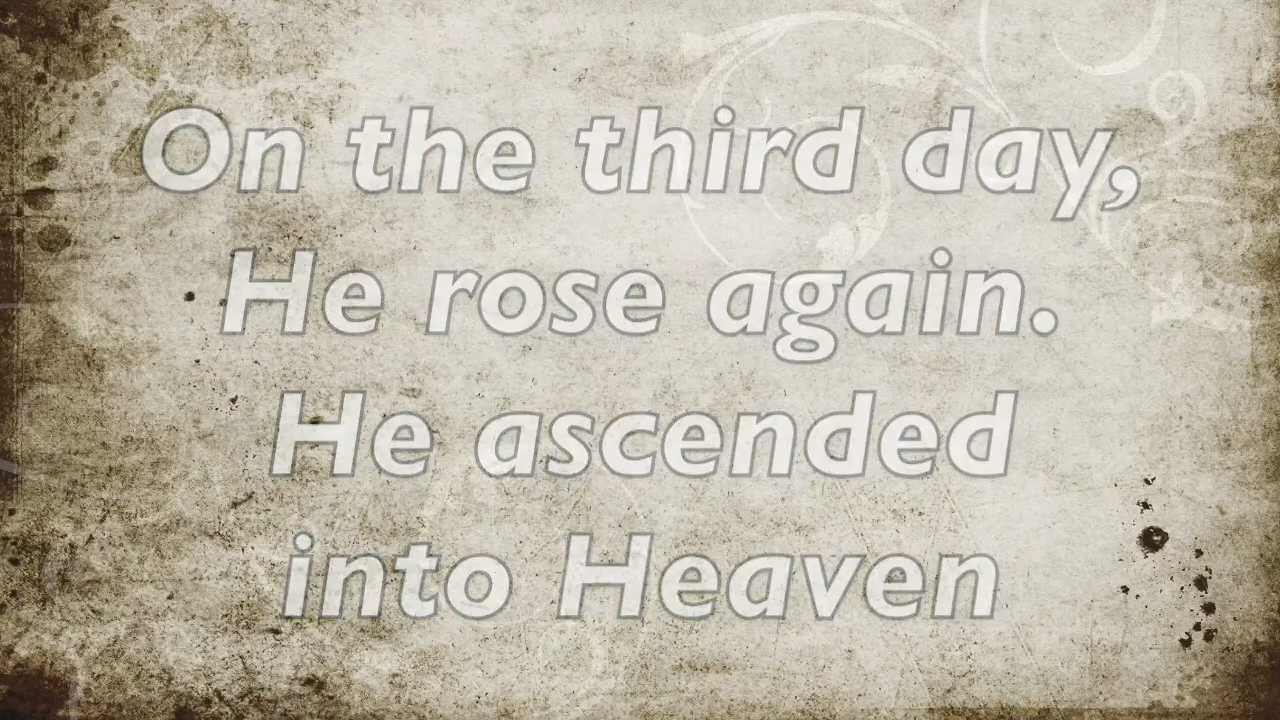 On the third day,
He rose again.
He ascended
into Heaven